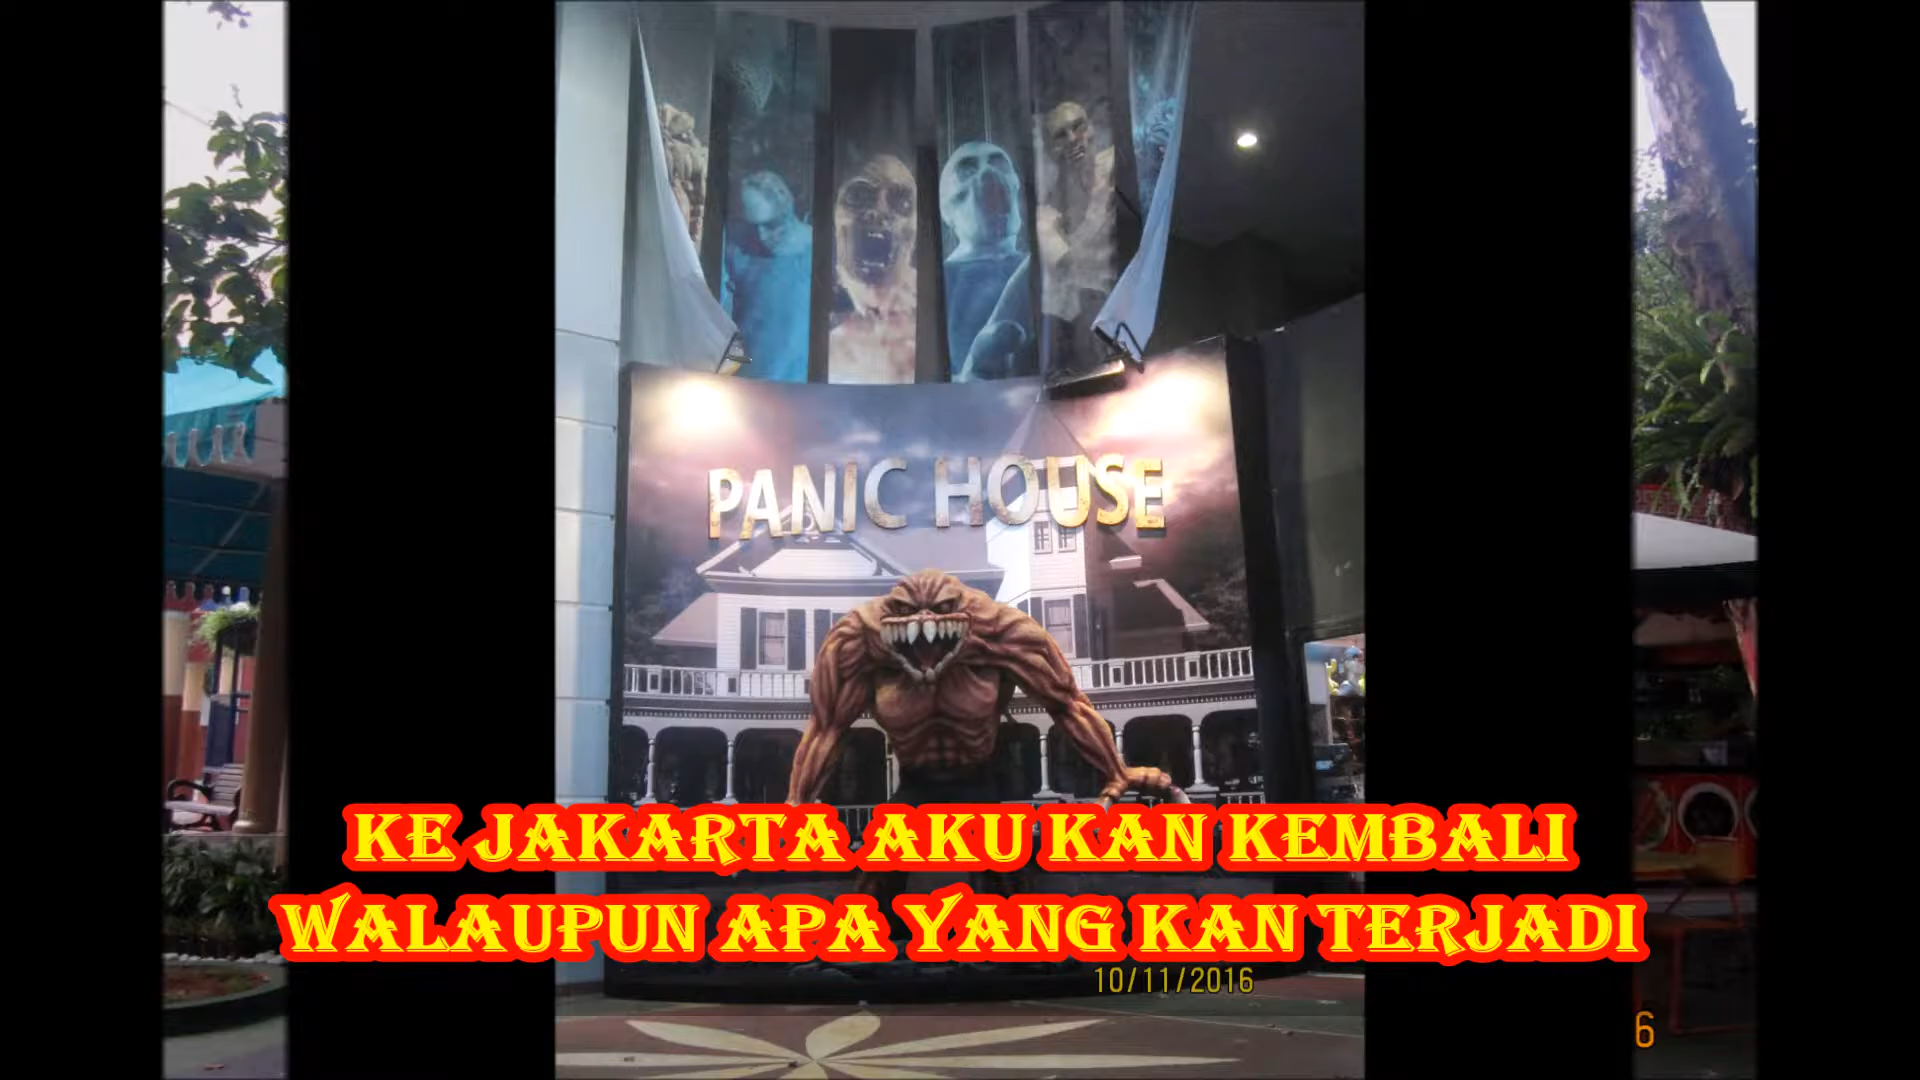 PANIC HOUSE
KE JAKARTA AKU KAN KEMBALI
WALAUPUN APA YANG KAN TERJADI
10/11/2016
6